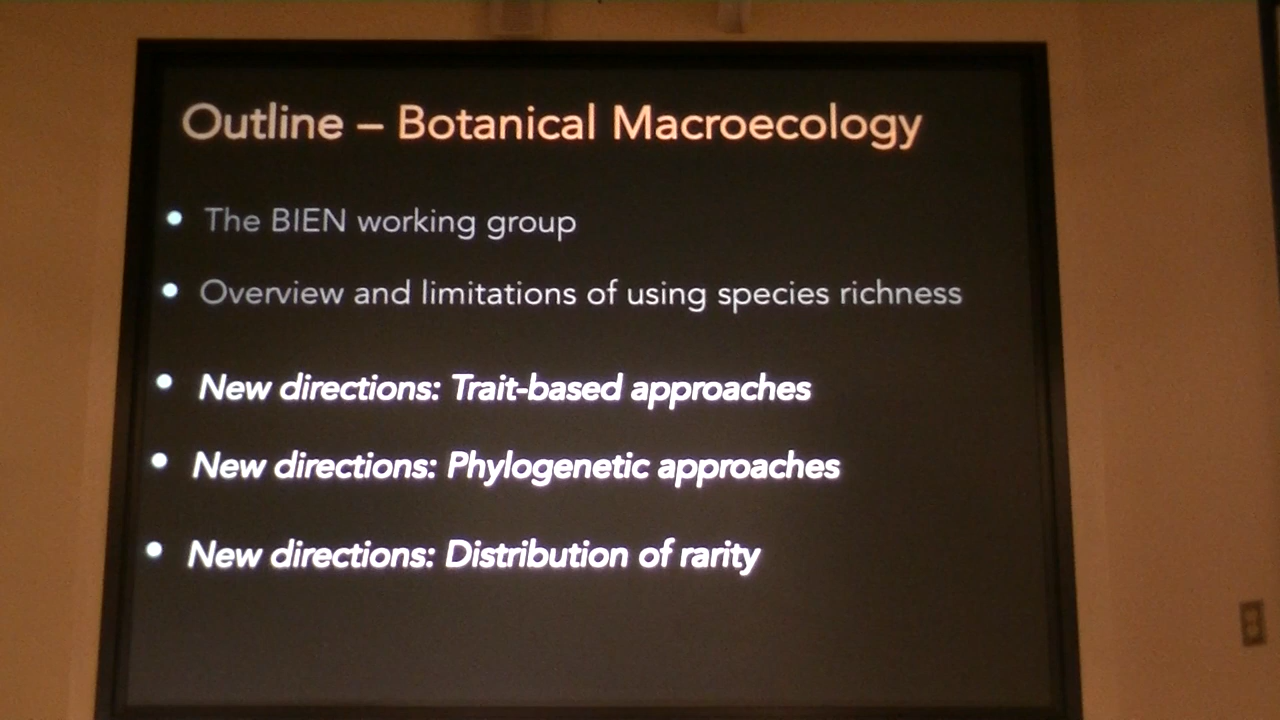 Outline – Botanical Macroecology
• The BIEN working group
• Overview and limitations of using species richness
• New directions: Trait-based approaches
• New directions: Phylogenetic approaches
• New directions: Distribution of rarity